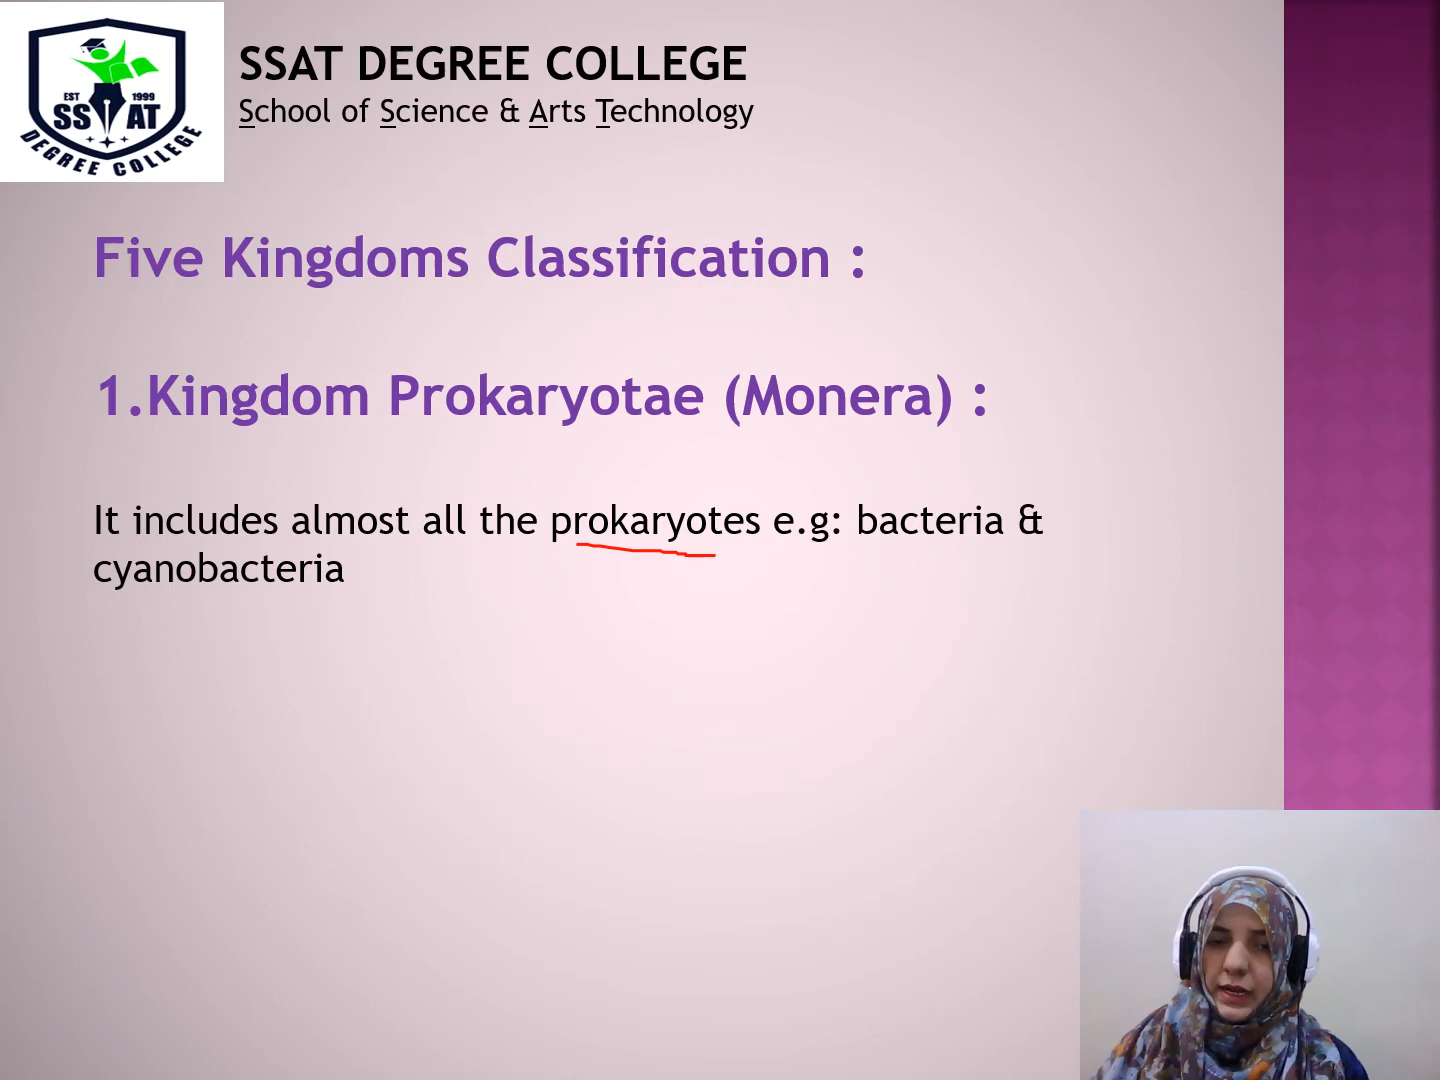 EST 1999
SS AT
DEGREE COLLEGE
SSAT DEGREE COLLEGE
School of Science & Arts Technology
Five Kingdoms Classification :
1.Kingdom Prokaryotae (Monera) :
It includes almost all the prokaryotes e.g: bacteria &
cyanobacteria